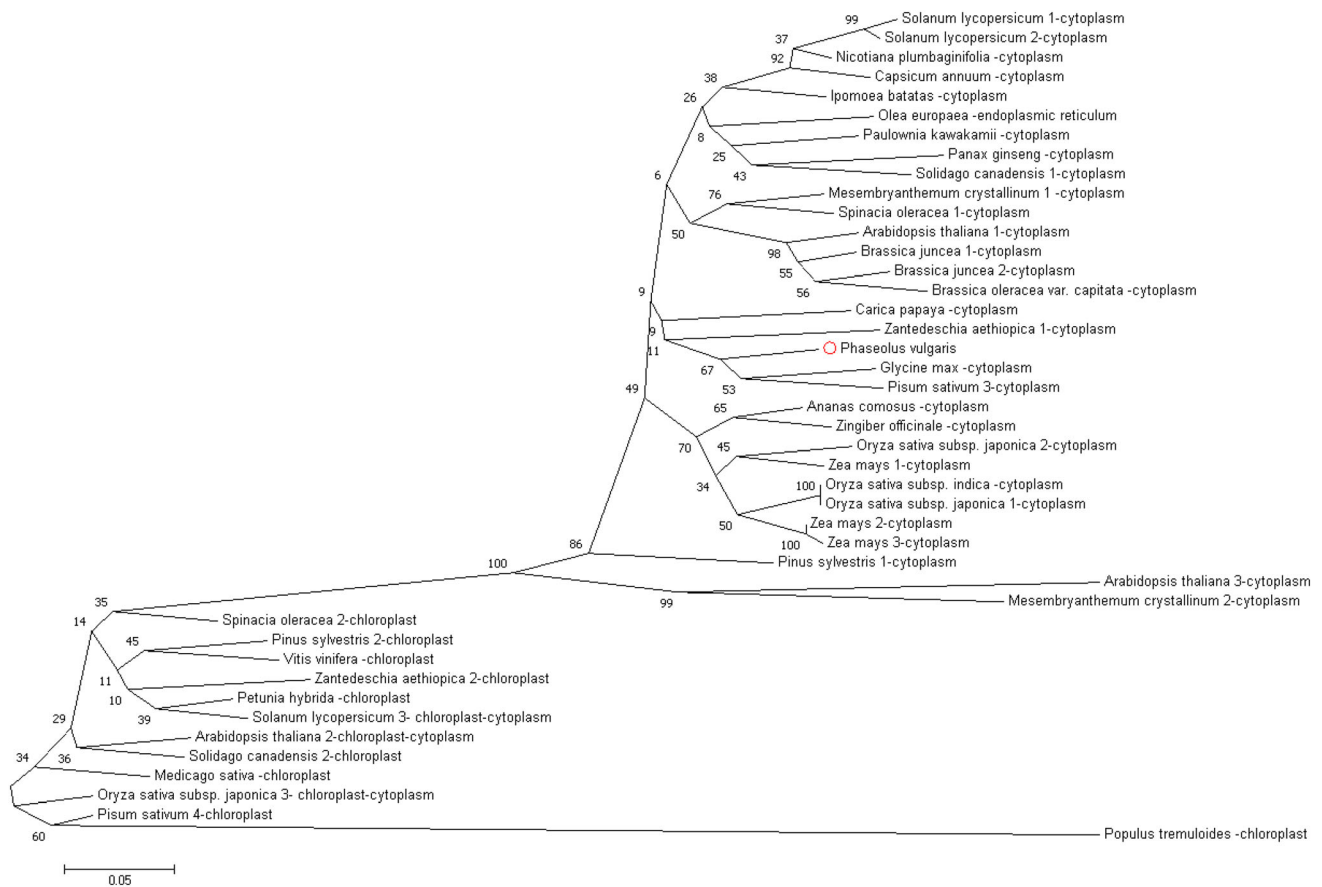 99
Solanum lycopersicum 1-cytoplasm
37
Solanum lycopersicum 2-cytoplasm
92
Nicotiana plumbaginifolia -cytoplasm
38
Capsicum annuum -cytoplasm
26
Ipomoea batatas -cytoplasm
Olea europaea -endoplasmic reticulum
8
Paulownia kawakamii -cytoplasm
25
Panax ginseng -cytoplasm
6
43
Solidago canadensis 1-cytoplasm
76
Mesembryanthemum crystallinum 1 -cytoplasm
Spinacia oleracea 1-cytoplasm
50
Arabidopsis thaliana 1-cytoplasm
98
Brassica juncea 1-cytoplasm
55
Brassica juncea 2-cytoplasm
9
56
Brassica oleracea var. capitata -cytoplasm
Carica papaya -cytoplasm
9
Zantedeschia aethiopica 1-cytoplasm
11
Phaseolus vulgaris
67
Glycine max -cytoplasm
49
53
Pisum sativum 3-cytoplasm
65
Ananas comosus -cytoplasm
Zingiber officinale -cytoplasm
70
45
Oryza sativa subsp. japonica 2-cytoplasm
Zea mays 1-cytoplasm
34
100
Oryza sativa subsp. indica -cytoplasm
Oryza sativa subsp. japonica 1-cytoplasm
50
Zea mays 2-cytoplasm
100
Zea mays 3-cytoplasm
86
Pinus sylvestris 1-cytoplasm
100
Arabidopsis thaliana 3-cytoplasm
99
Mesembryanthemum crystallinum 2-cytoplasm
35
Spinacia oleracea 2-chloroplast
14
45
Pinus sylvestris 2-chloroplast
Vitis vinifera -chloroplast
11
Zantedeschia aethiopica 2-chloroplast
10
Petunia hybrida -chloroplast
29
39
Solanum lycopersicum 3- chloroplast-cytoplasm
Arabidopsis thaliana 2-chloroplast-cytoplasm
34
36
Solidago canadensis 2-chloroplast
Medicago sativa -chloroplast
Oryza sativa subsp. japonica 3- chloroplast-cytoplasm
Pisum sativum 4-chloroplast
60
Populus tremuloides -chloroplast
0.05